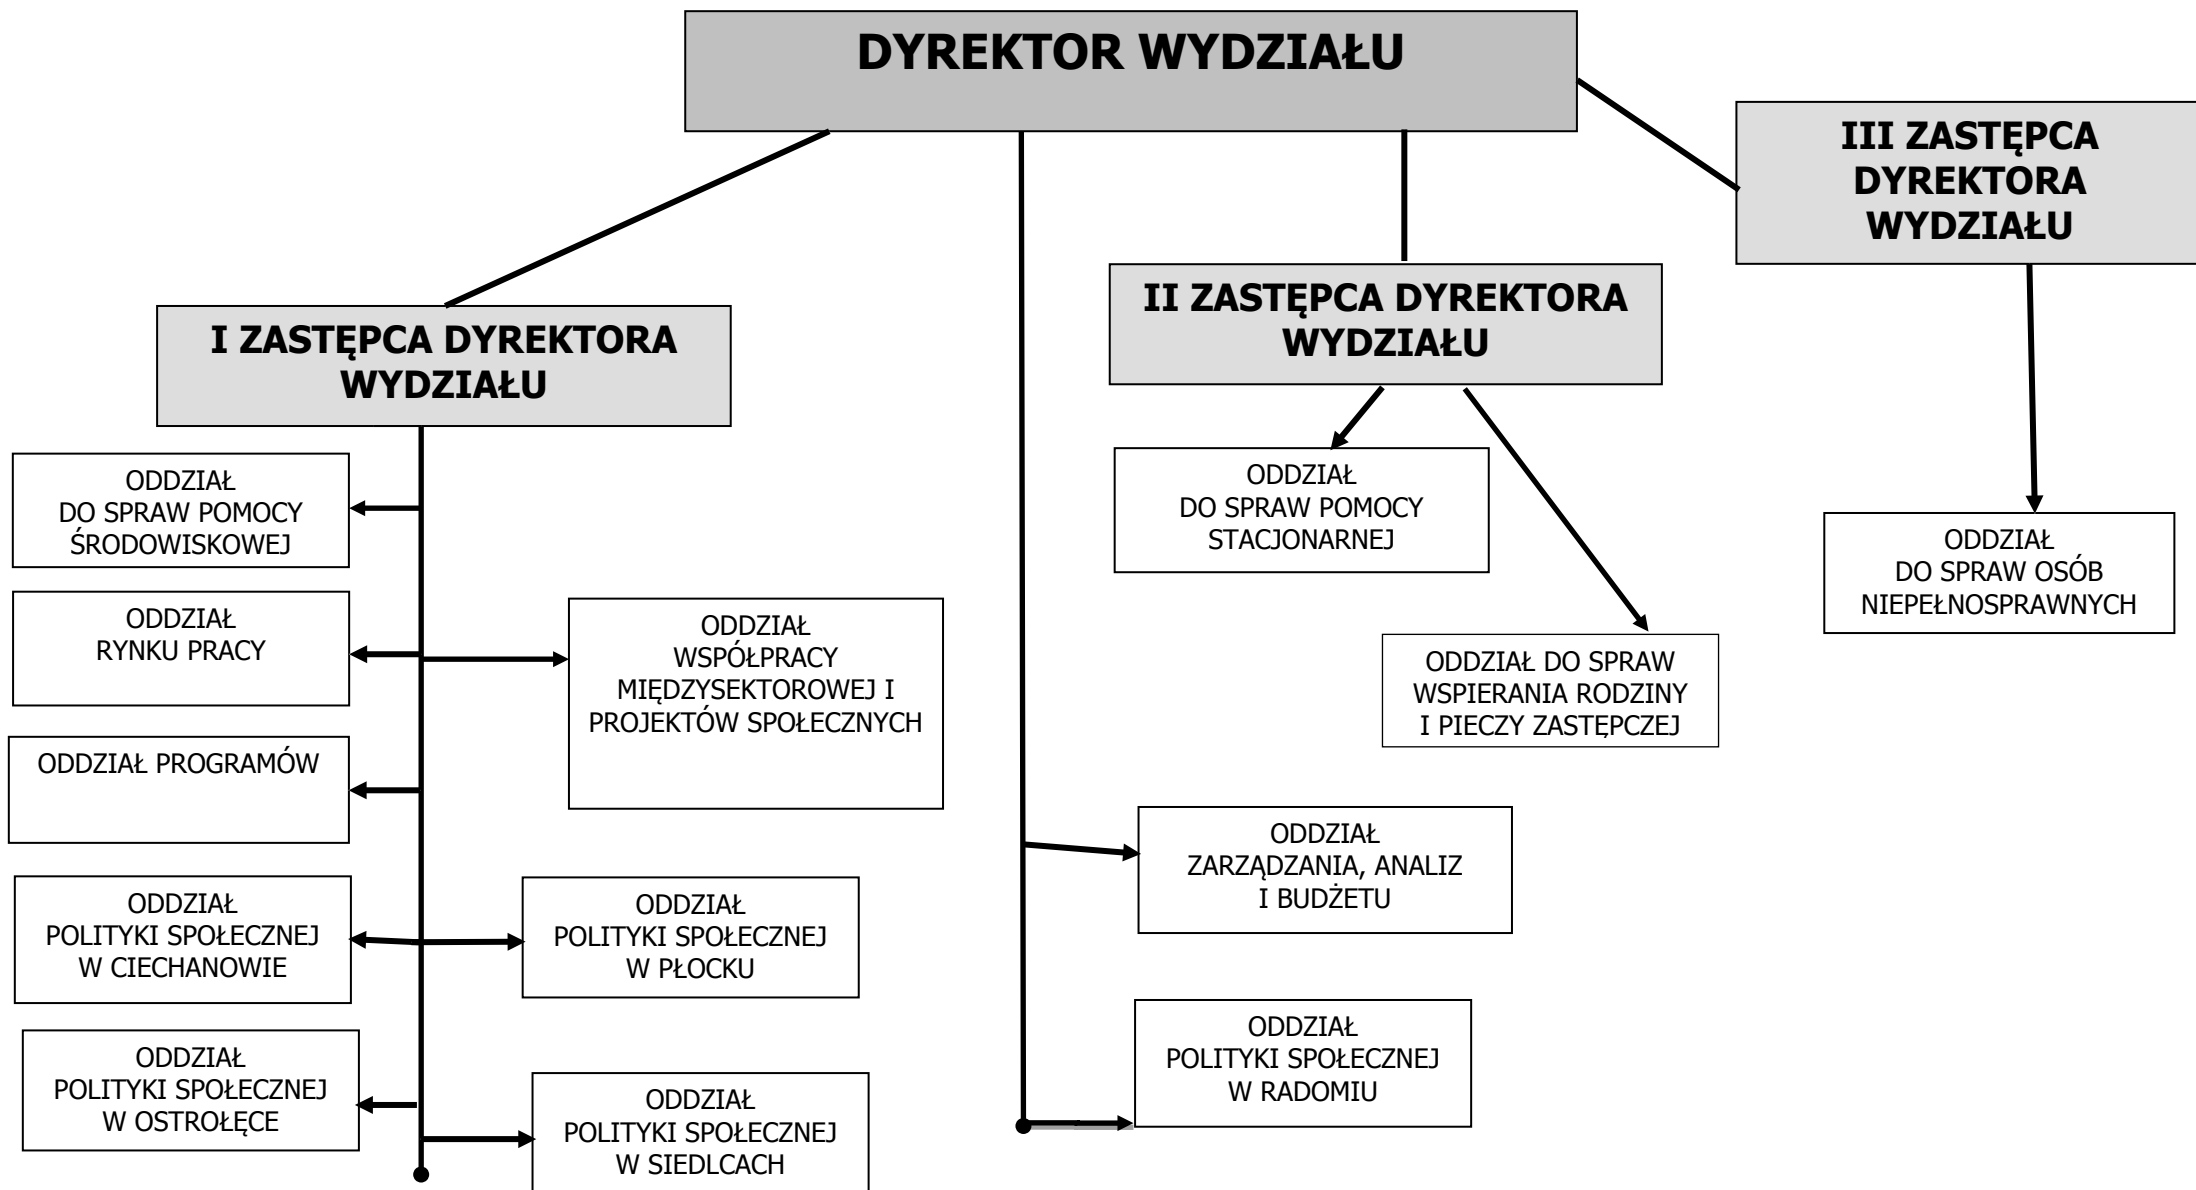 DYREKTOR WYDZIAŁU
III ZASTĘPCA
DYREKTORA
WYDZIAŁU
II ZASTĘPCA DYREKTORA
WYDZIAŁU
I ZASTĘPCA DYREKTORA
WYDZIAŁU
ODDZIAŁ
DO SPRAW POMOCY
ŚRODOWISKOWEJ
ODDZIAŁ
RYNKU PRACY
ODDZIAŁ
WSPÓŁPRACY
MIĘDZYSEKTOROWEJ I
PROJEKTÓW SPOŁECZNYCH
ODDZIAŁ PROGRAMÓW
ODDZIAŁ
POLITYKI SPOŁECZNEJ
W CIECHANOWIE
ODDZIAŁ
POLITYKI SPOŁECZNEJ
W PŁOCKU
ODDZIAŁ
POLITYKI SPOŁECZNEJ
W OSTROŁĘCE
ODDZIAŁ
POLITYKI SPOŁECZNEJ
W SIEDLCACH
ODDZIAŁ
DO SPRAW POMOCY
STACJONARNEJ
ODDZIAŁ DO SPRAW
WSPIERANIA RODZINY
I PIECZY ZASTĘPCZEJ
ODDZIAŁ
ZARZĄDZANIA, ANALIZ
I BUDŻETU
ODDZIAŁ
POLITYKI SPOŁECZNEJ
W RADOMIU
ODDZIAŁ
DO SPRAW OSÓB
NIEPEŁNOSPRAWNYCH